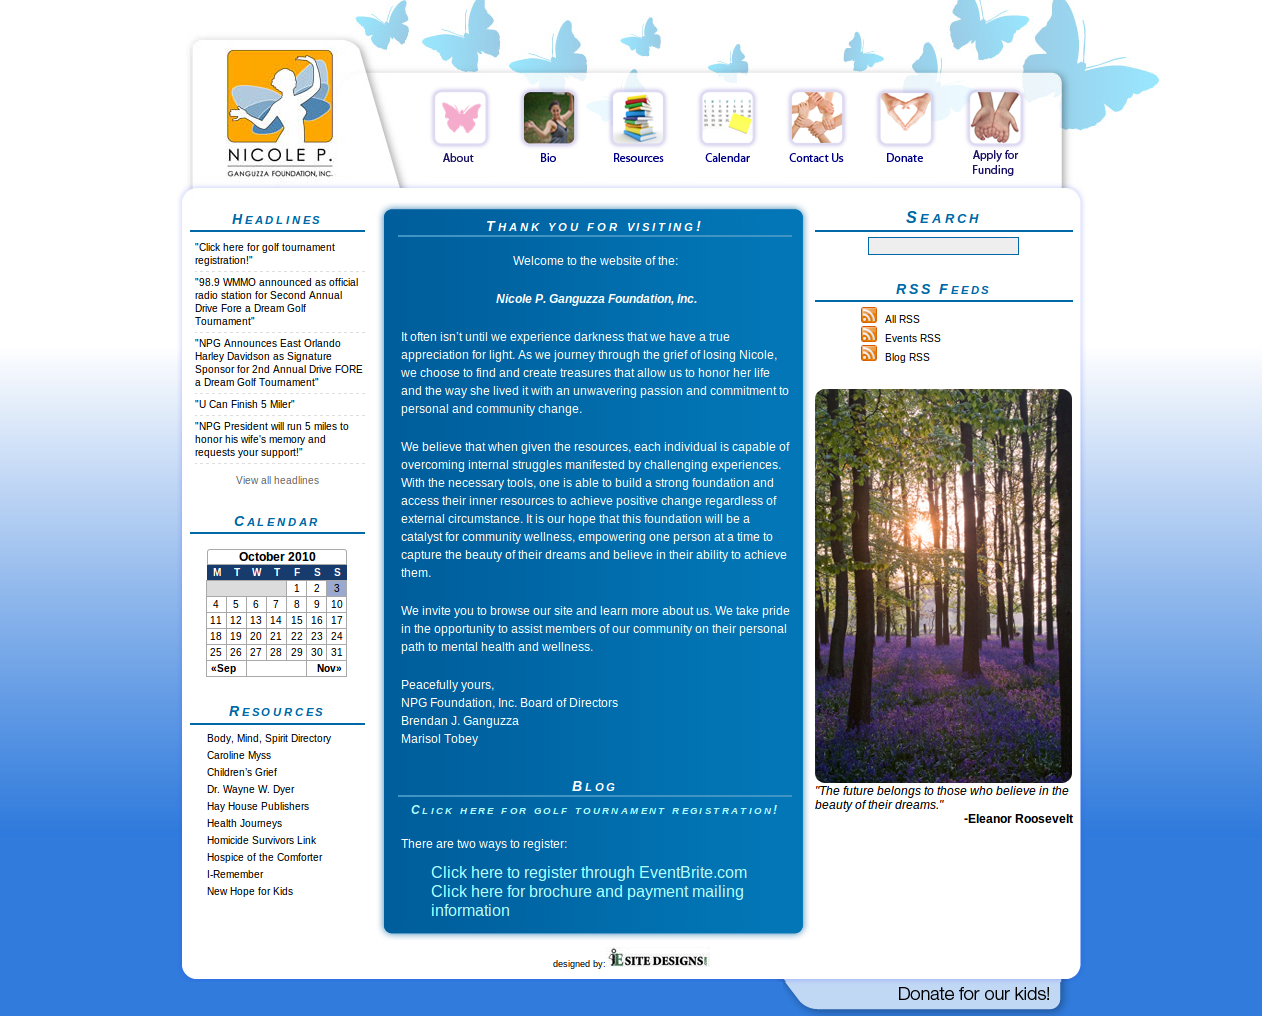 NICOLE P.
GANGUZZA FOUNDATION, INC.
About
Bio
Resources
Calendar
Contact Us
Donate
Apply for
Funding
HEADLINES
"Click here for golf tournament
registration!"
"98.9 WMMO announced as official
radio station for Second Annual
Drive Fore a Dream Golf
Tournament"
"NPG Announces East Orlando
Harley Davidson as Signature
Sponsor for 2nd Annual Drive FORE
a Dream Golf Tournament"
"U Can Finish 5 Miler"
"NPG President will run 5 miles to
honor his wife's memory and
requests your support!"
View all headlines
CALENDAR
October 2010
M T W T F S S
1 2 3
4 5 6 7 8 9 10
11 12 13 14 15 16 17
18 19 20 21 22 23 24
25 26 27 28 29 30 31
«Sep Nov»
RESOURCES
Body, Mind, Spirit Directory
Caroline Myss
Children's Grief
Dr. Wayne W. Dyer
Hay House Publishers
Health Journeys
Homicide Survivors Link
Hospice of the Comforter
I-Remember
New Hope for Kids
THANK YOU FOR VISITING!
Welcome to the website of the:
Nicole P. Ganguzza Foundation, Inc.
It often isn't until we experience darkness that we have a true
appreciation for light. As we journey through the grief of losing Nicole,
we choose to find and create treasures that allow us to honor her life
and the way she lived it with an unwavering passion and commitment to
personal and community change.
We believe that when given the resources, each individual is capable of
overcoming internal struggles manifested by challenging experiences.
With the necessary tools, one is able to build a strong foundation and
access their inner resources to achieve positive change regardless of
external circumstance. It is our hope that this foundation will be a
catalyst for community wellness, empowering one person at a time to
capture the beauty of their dreams and believe in their ability to achieve
them.
We invite you to browse our site and learn more about us. We take pride
in the opportunity to assist members of our community on their personal
path to mental health and wellness.
Peacefully yours,
NPG Foundation, Inc. Board of Directors
Brendan J. Ganguzza
Marisol Tobey
BLOG
CLICK HERE FOR GOLF TOURNAMENT REGISTRATION!
There are two ways to register:
Click here to register through EventBrite.com
Click here for brochure and payment mailing
information
SEARCH
RSS FEEDS
All RSS
Events RSS
Blog RSS
"The future belongs to those who believe in the
beauty of their dreams."
-Eleanor Roosevelt
designed by: IE SITE DESIGNS!
Donate for our kids!